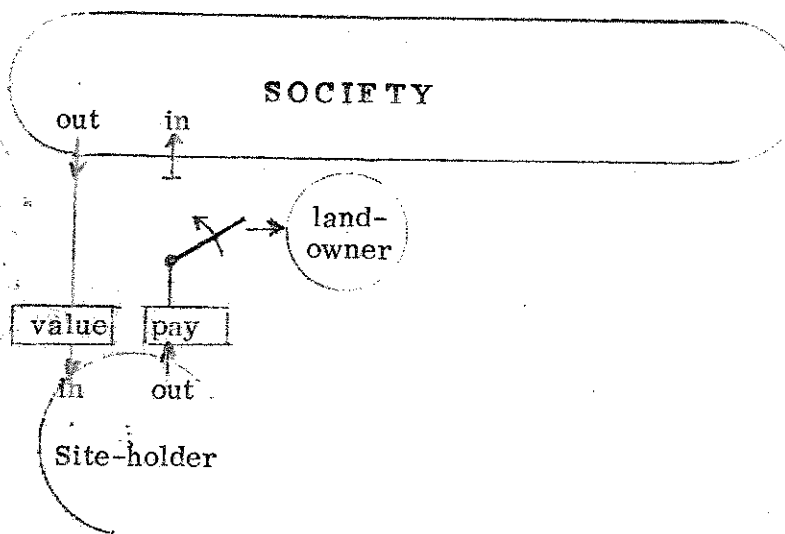 SOCIETY
out in
land-
owner
value pay
in out
Site-holder